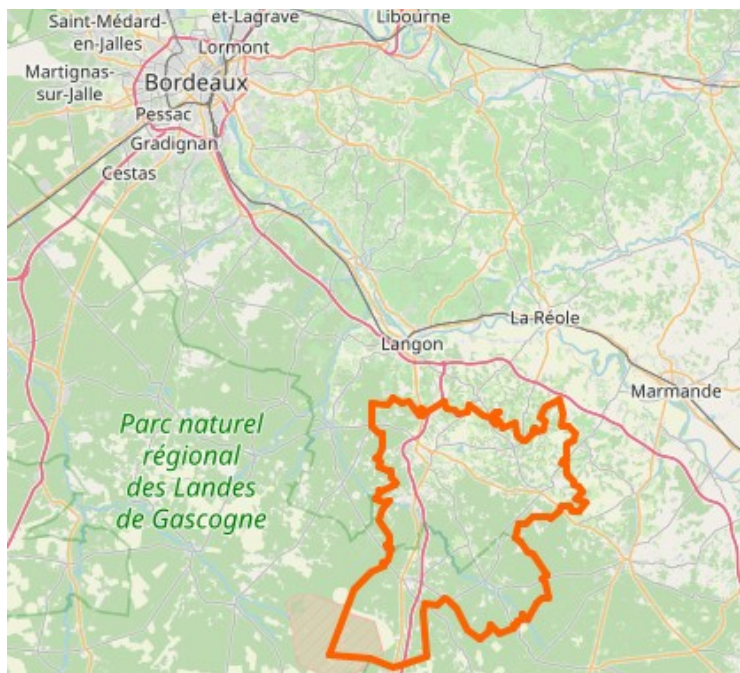 Saint-Médard-
en-Jalles
et-Lagrave
Libourne
Lormont
Martignas-
sur-Jalle
Bordeaux
Pessac
Gradignan
Cestas
La Réole
Langon
Marmande
Parc naturel
régional
des Landes
de Gascogne